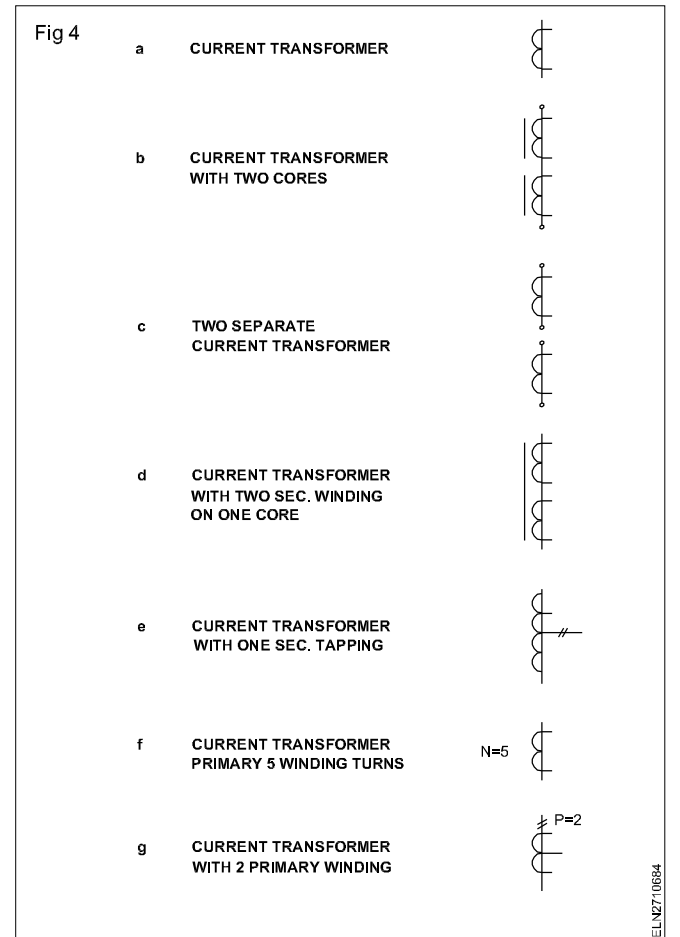 Fig 4
a CURRENT TRANSFORMER
b CURRENT TRANSFORMER
WITH TWO CORES
c TWO SEPARATE
CURRENT TRANSFORMER
d CURRENT TRANSFORMER
WITH TWO SEC. WINDING
ON ONE CORE
e CURRENT TRANSFORMER
WITH ONE SEC. TAPPING
f CURRENT TRANSFORMER N=5
PRIMARY 5 WINDING TURNS
P=2
g CURRENT TRANSFORMER
WITH 2 PRIMARY WINDING
ELN2710684